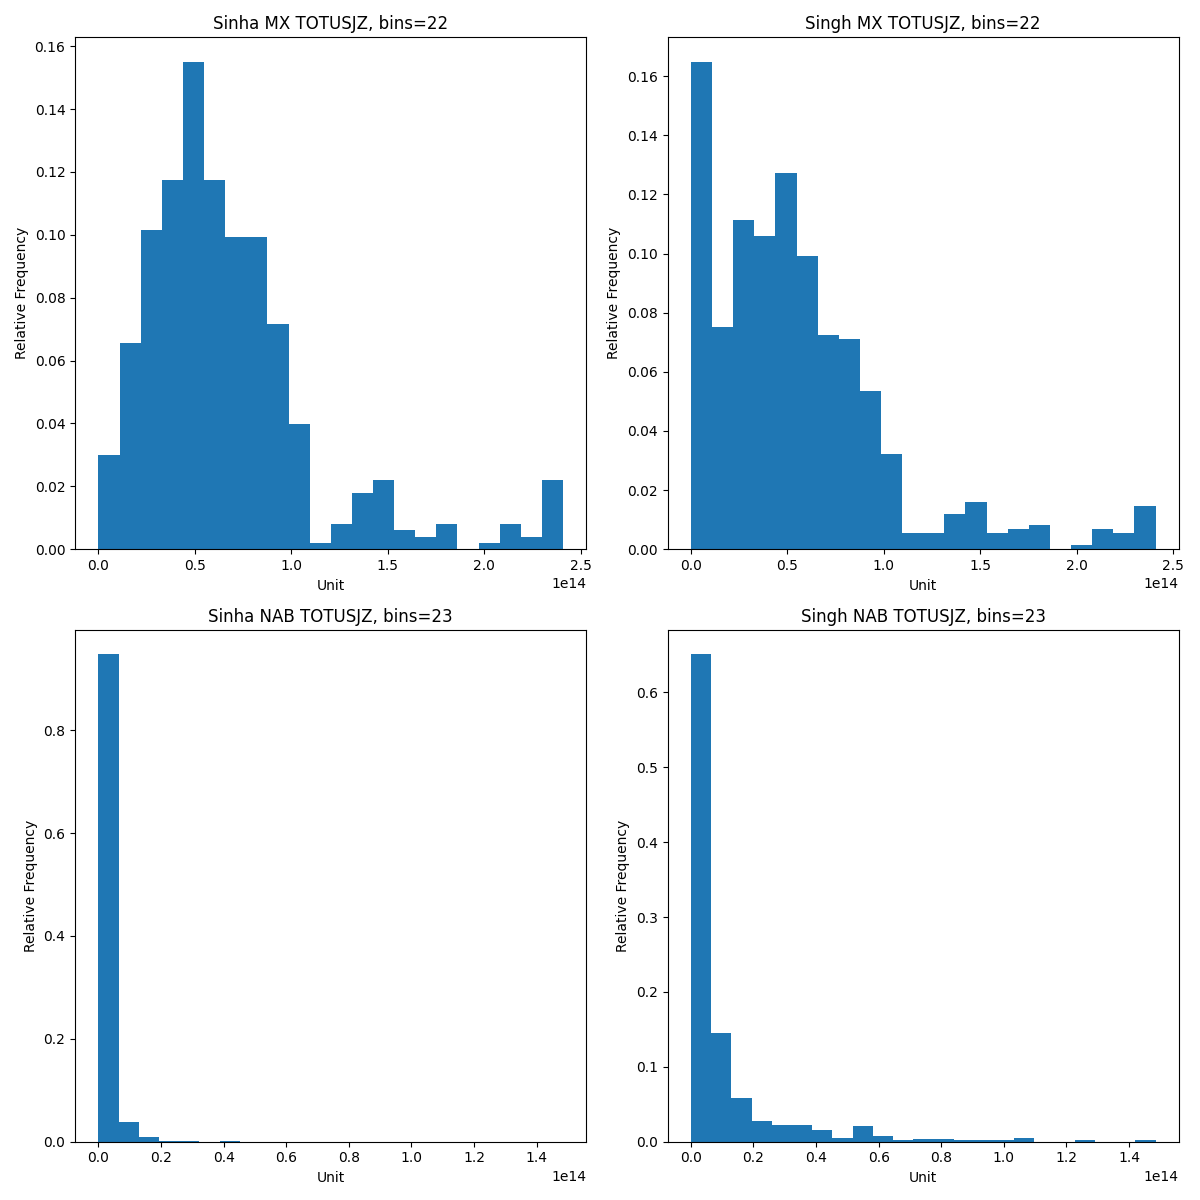 Sinha MX TOTUSJZ, bins=22
0.16
0.14
0.12
0.10
0.08
0.06
0.04
0.02
0.00
Relative Frequency
0.0 0.5 1.0 1.5 2.0 2.5
1e14
Unit
Singh MX TOTUSJZ, bins=22
0.16
0.14
0.12
0.10
0.08
0.06
0.04
0.02
0.00
Relative Frequency
0.0 0.5 1.0 1.5 2.0 2.5
1e14
Unit
Sinha NAB TOTUSJZ, bins=23
0.8
0.6
0.4
0.2
0.0
Relative Frequency
0.0 0.2 0.4 0.6 0.8 1.0 1.2 1.4
1e14
Unit
Singh NAB TOTUSJZ, bins=23
0.6
0.5
0.4
0.3
0.2
0.1
0.0
Relative Frequency
0.0 0.2 0.4 0.6 0.8 1.0 1.2 1.4
1e14
Unit